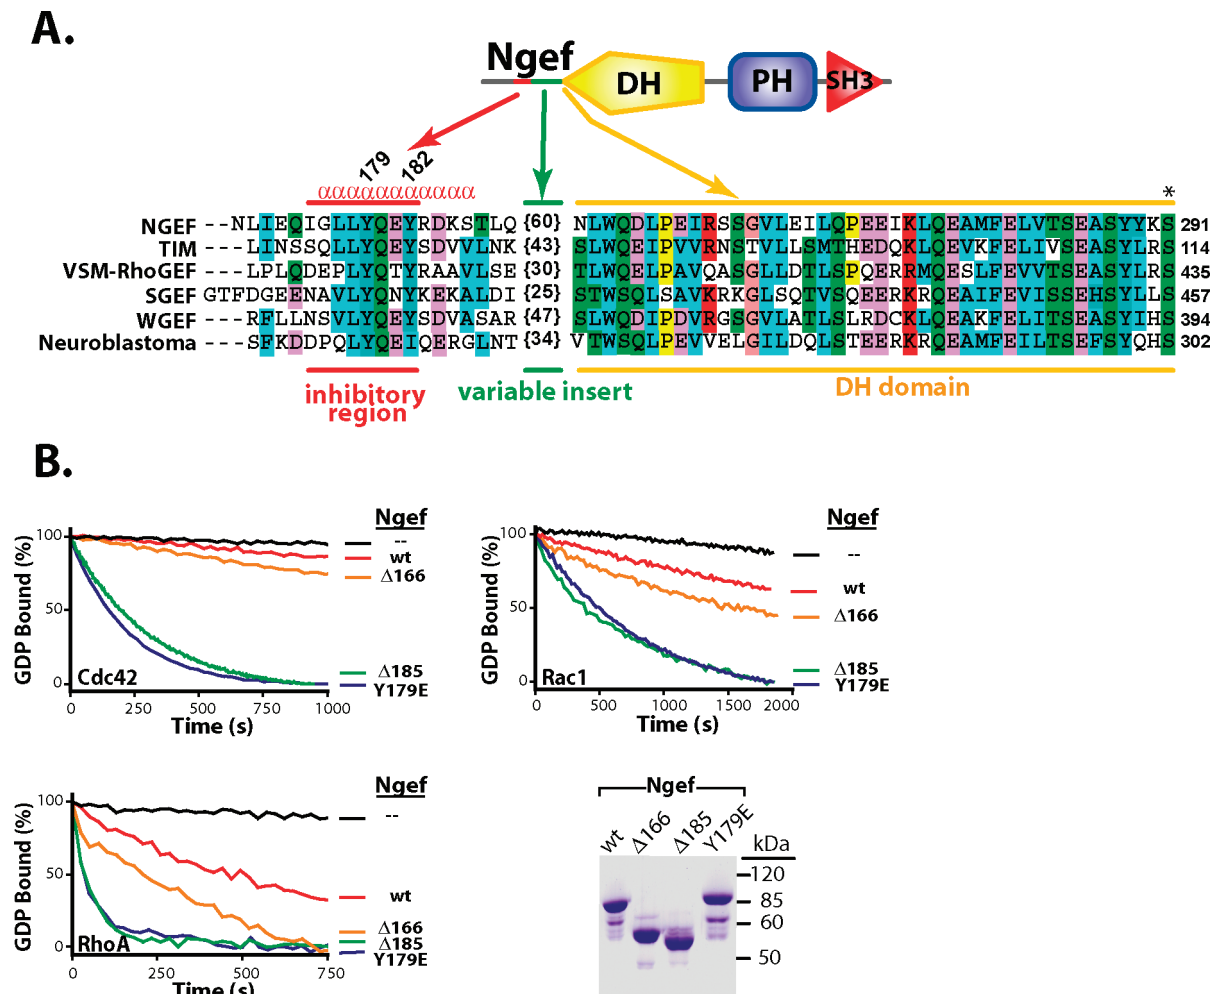 A.
Ngef
DH
PH
SH3
179
182
αααααααααααα
*
NGEF --NLIEQIGLLYQEYRDKSTLQ {60} NLWQDLPEIRSSGVLEILQPEEIKLQEAMFELVTSEASYYKS 291
TIM ---LINSSQLLYQEYSDVVLNK {43} SLWQEIPVVRNSTVLLSMTHEDQKLQEVKFELIVSEASYLRS 114
VSM-RhoGEF ---LPLQDEPLYQTYRAAVLSE {30} TLWQELPAVQASGLLDTLSPQERRMQESLFEVVTSEASYLRS 435
SGEF GTFDGEENAVLYQNYKEKALDI {25} STWSQLSAVKRKGLSQTVSQEERKRQEAIFEVISSEHSYLLS 457
WGEF ---RFLLNSVLYQEYSDVASAR {47} SLWQDIPDVRGSGVLATLSLRDCKLQEAMFELITSEASYIHS 394
Neuroblastoma ---SFKDDPQLYQEIQERGLNT {34} VTWSQLPEVVELGILDQLSTEERKRQEAMFEILTSEFSYQHS 302
inhibitory
region
variable insert
DH domain
B.
GDP Bound (%)
100
50
0
Cdc42
0 250 500 750 1000
Time (s)
Ngef
--
wt
Δ166
Δ185
Y179E
GDP Bound (%)
100
50
0
Rac1
0 500 1000 1500 2000
Time (s)
Ngef
--
wt
Δ166
Δ185
Y179E
GDP Bound (%)
100
50
0
RhoA
0 250 500 750
Time (s)
Ngef
--
wt
Δ166
Δ185
Y179E
Ngef
wt Δ166 Δ185 Y179E
kDa
120
85
60
50